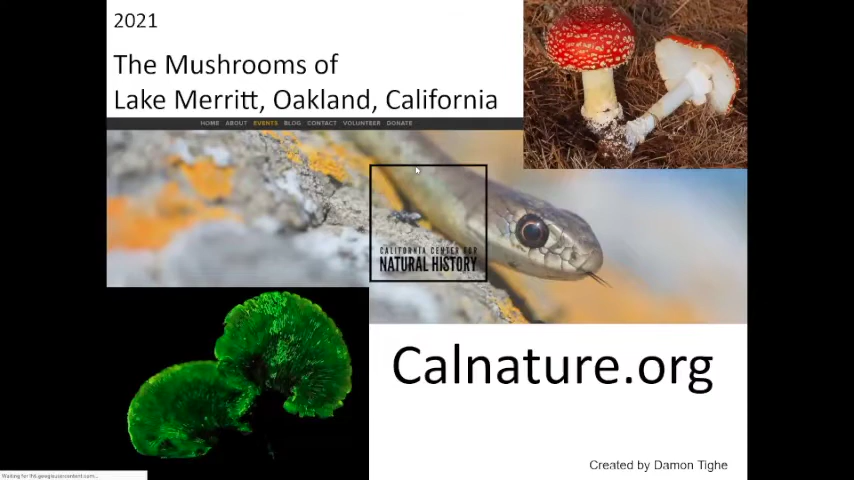 2021
The Mushrooms of
Lake Merritt, Oakland, California
HOME ABOUT EVENTS BLOG CONTACT VOLUNTEER DONATE
CALIFORNIA CENTER FOR
NATURAL HISTORY
Calnature.org
Created by Damon Tighe